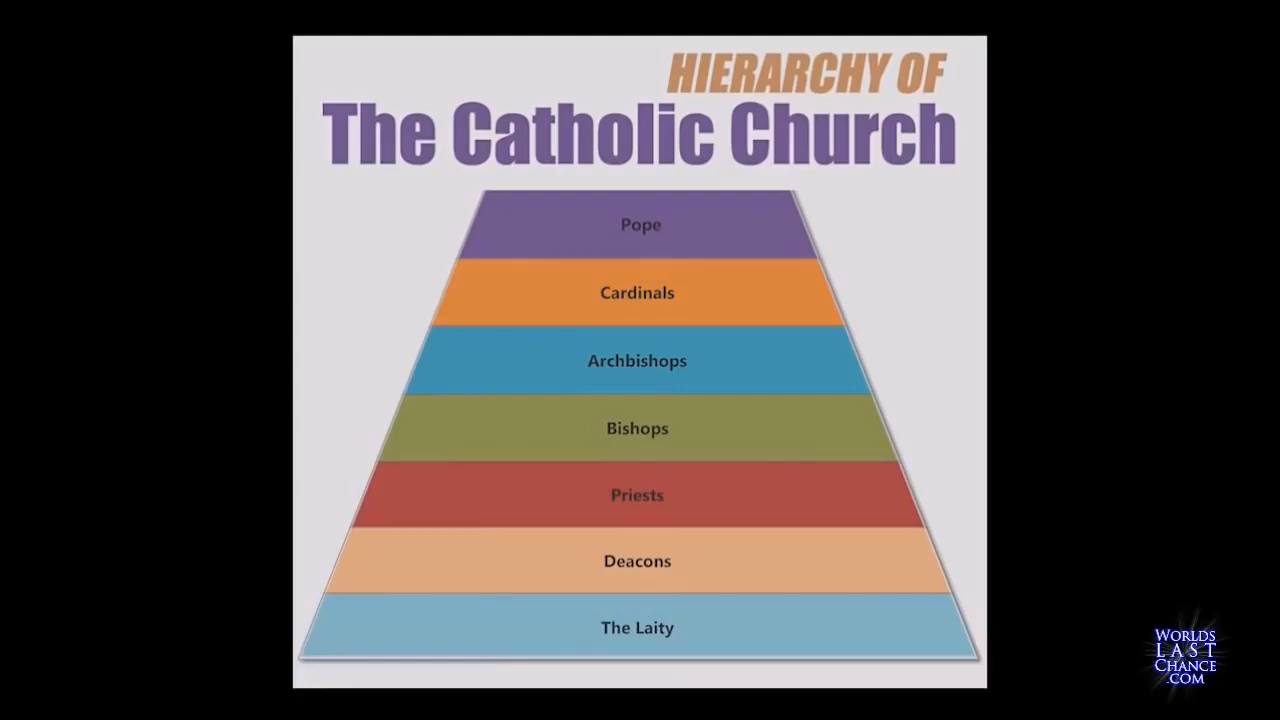 HIERARCHY OF
The Catholic Church
Pope
Cardinals
Archbishops
Bishops
Priests
Deacons
The Laity
WORLDS
LAST
CHANCE
.COM